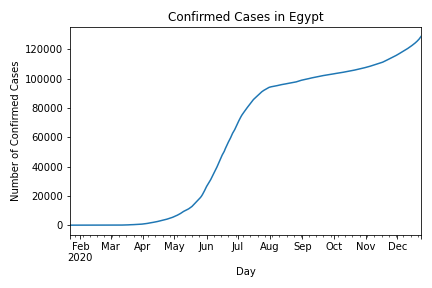 Confirmed Cases in Egypt
Number of Confirmed Cases
120000
100000
80000
60000
40000
20000
0
Feb Mar Apr May Jun Jul Aug Sep Oct Nov Dec
2020
Day